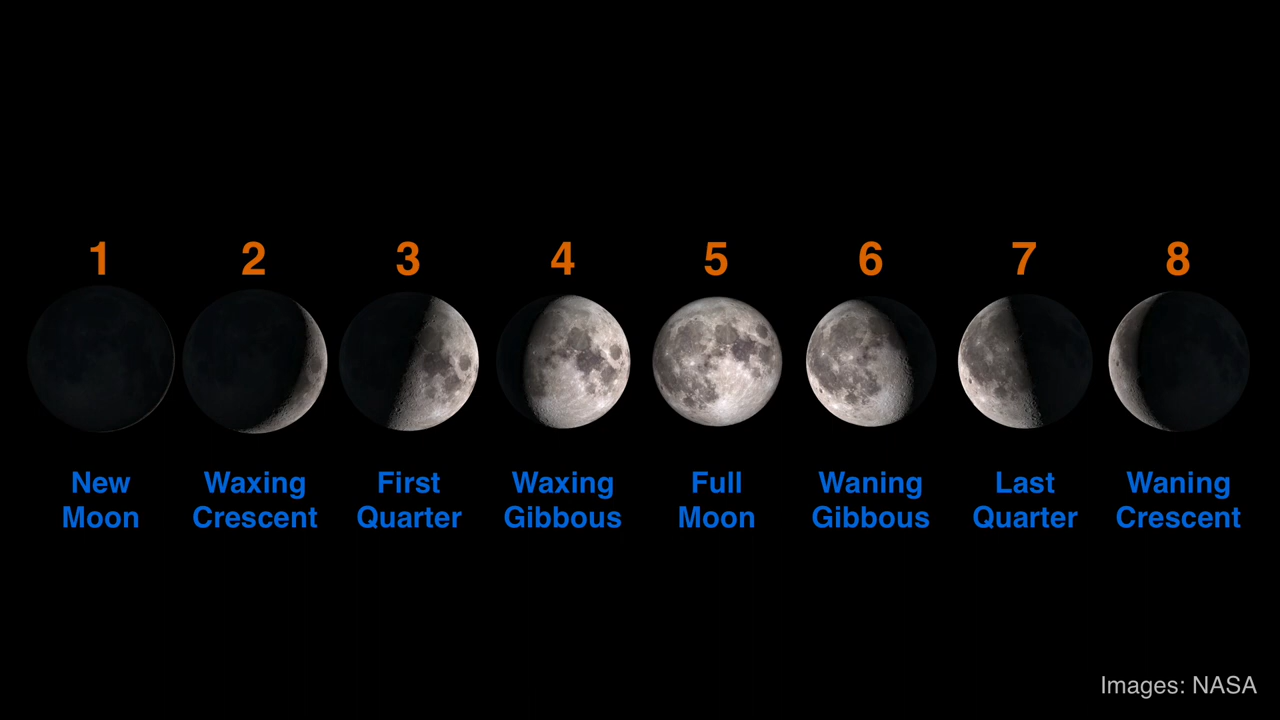 1 2 3 4 5 6 7 8
New Waxing First Waxing Full Waning Last Waning
Moon Crescent Quarter Gibbous Moon Gibbous Quarter Crescent
Images: NASA